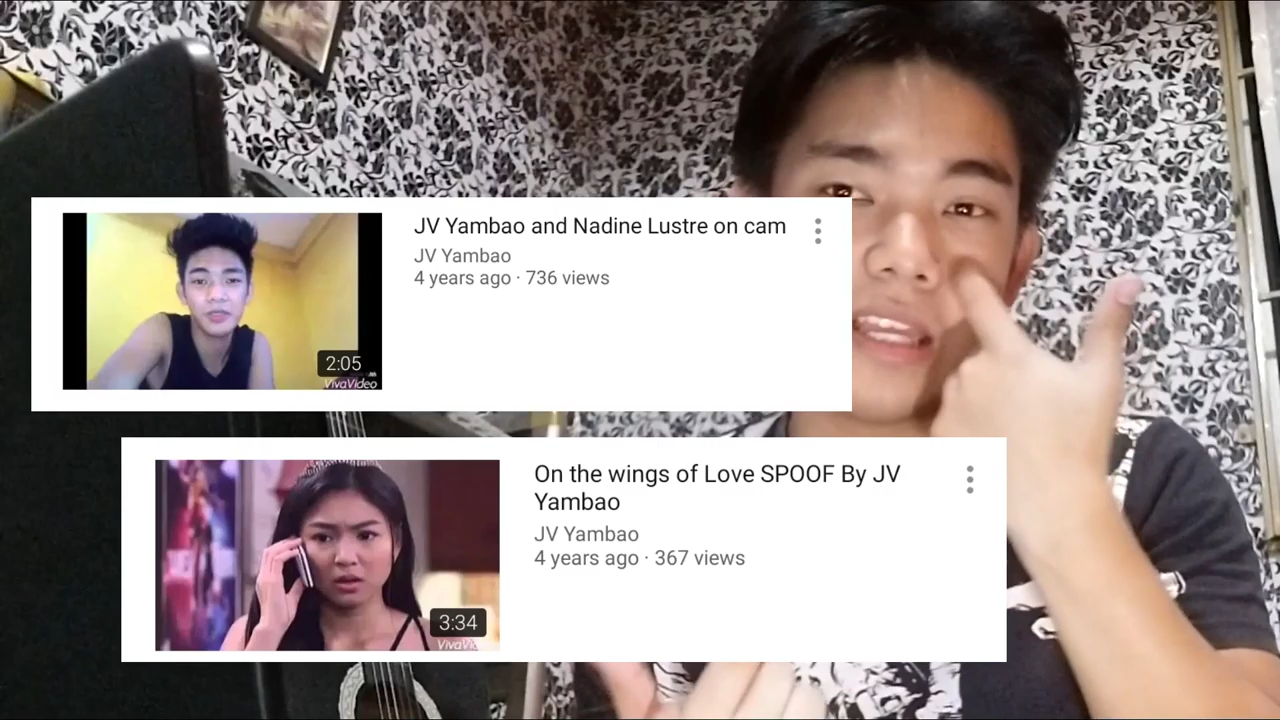 JV Yambao and Nadine Lustre on cam
JV Yambao
4 years ago · 736 views
2:05
VivaVideo
On the wings of Love SPOOF By JV
Yambao
JV Yambao
4 years ago · 367 views
3:34